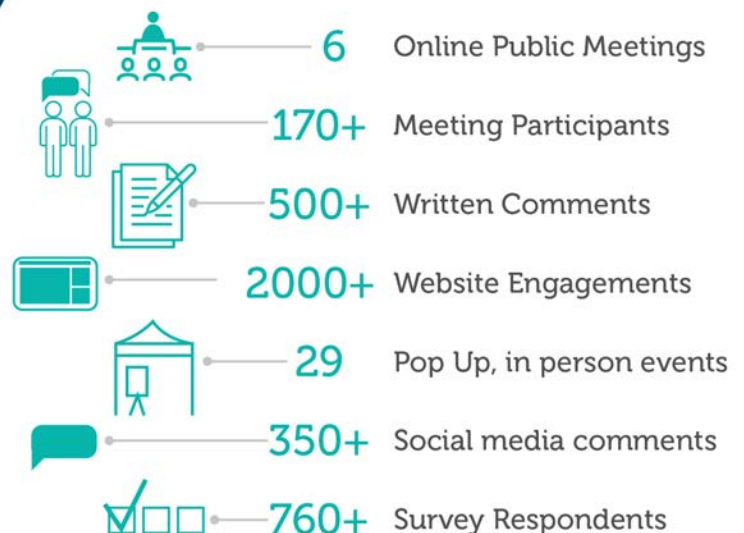 6 Online Public Meetings
170+ Meeting Participants
500+ Written Comments
2000+ Website Engagements
29 Pop Up, in person events
350+ Social media comments
760+ Survey Respondents